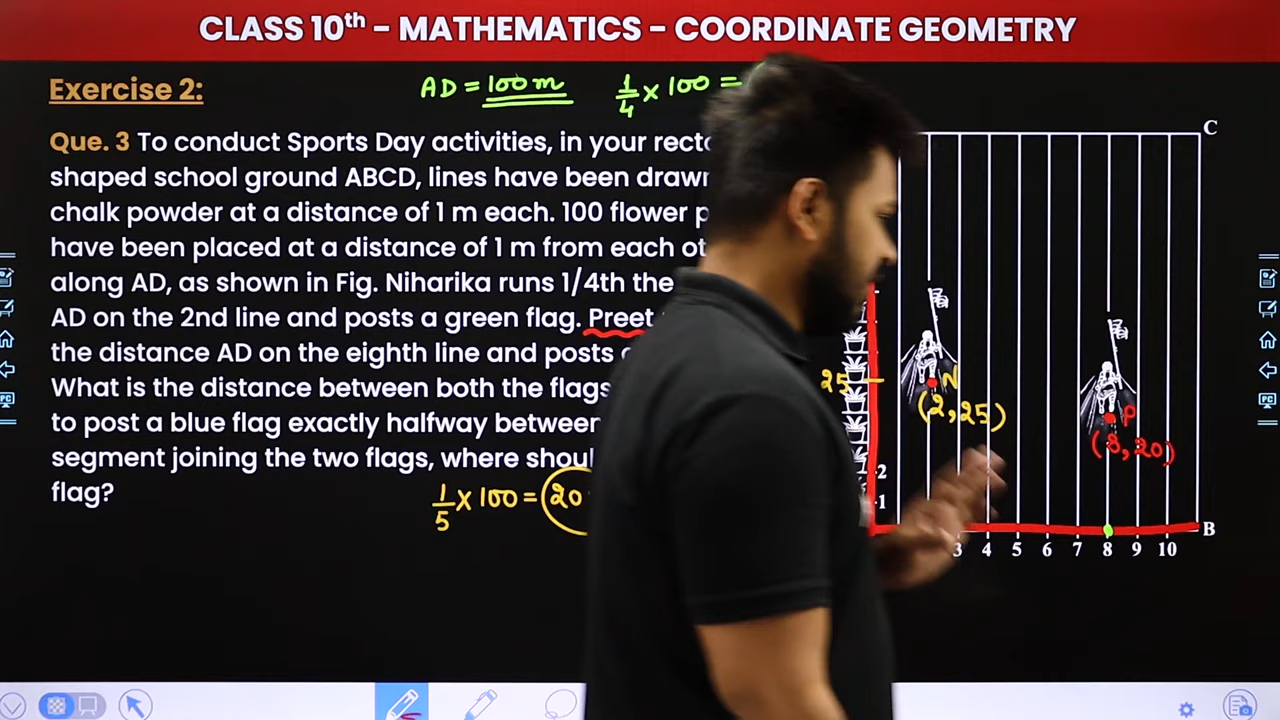 CLASS 10th - MATHEMATICS - COORDINATE GEOMETRY
Exercise 2:
AD = 100m 1/4 × 100 =
Que. 3 To conduct Sports Day activities, in your
shaped school ground ABCD, lines have been
chalk powder at a distance of 1 m each. 100 flower
have been placed at a distance of 1 m from each
along AD, as shown in Fig. Niharika runs 1/4th the
AD on the 2nd line and posts a green flag. Preet
the distance AD on the eighth line and posts
What is the distance between both the flags
to post a blue flag exactly halfway between
segment joining the two flags, where
flag?
1/5 × 100 = 20
C
25
N
(2,25)
P
(8,20)
2
1
B
3 4 5 6 7 8 9 10
PC
PC